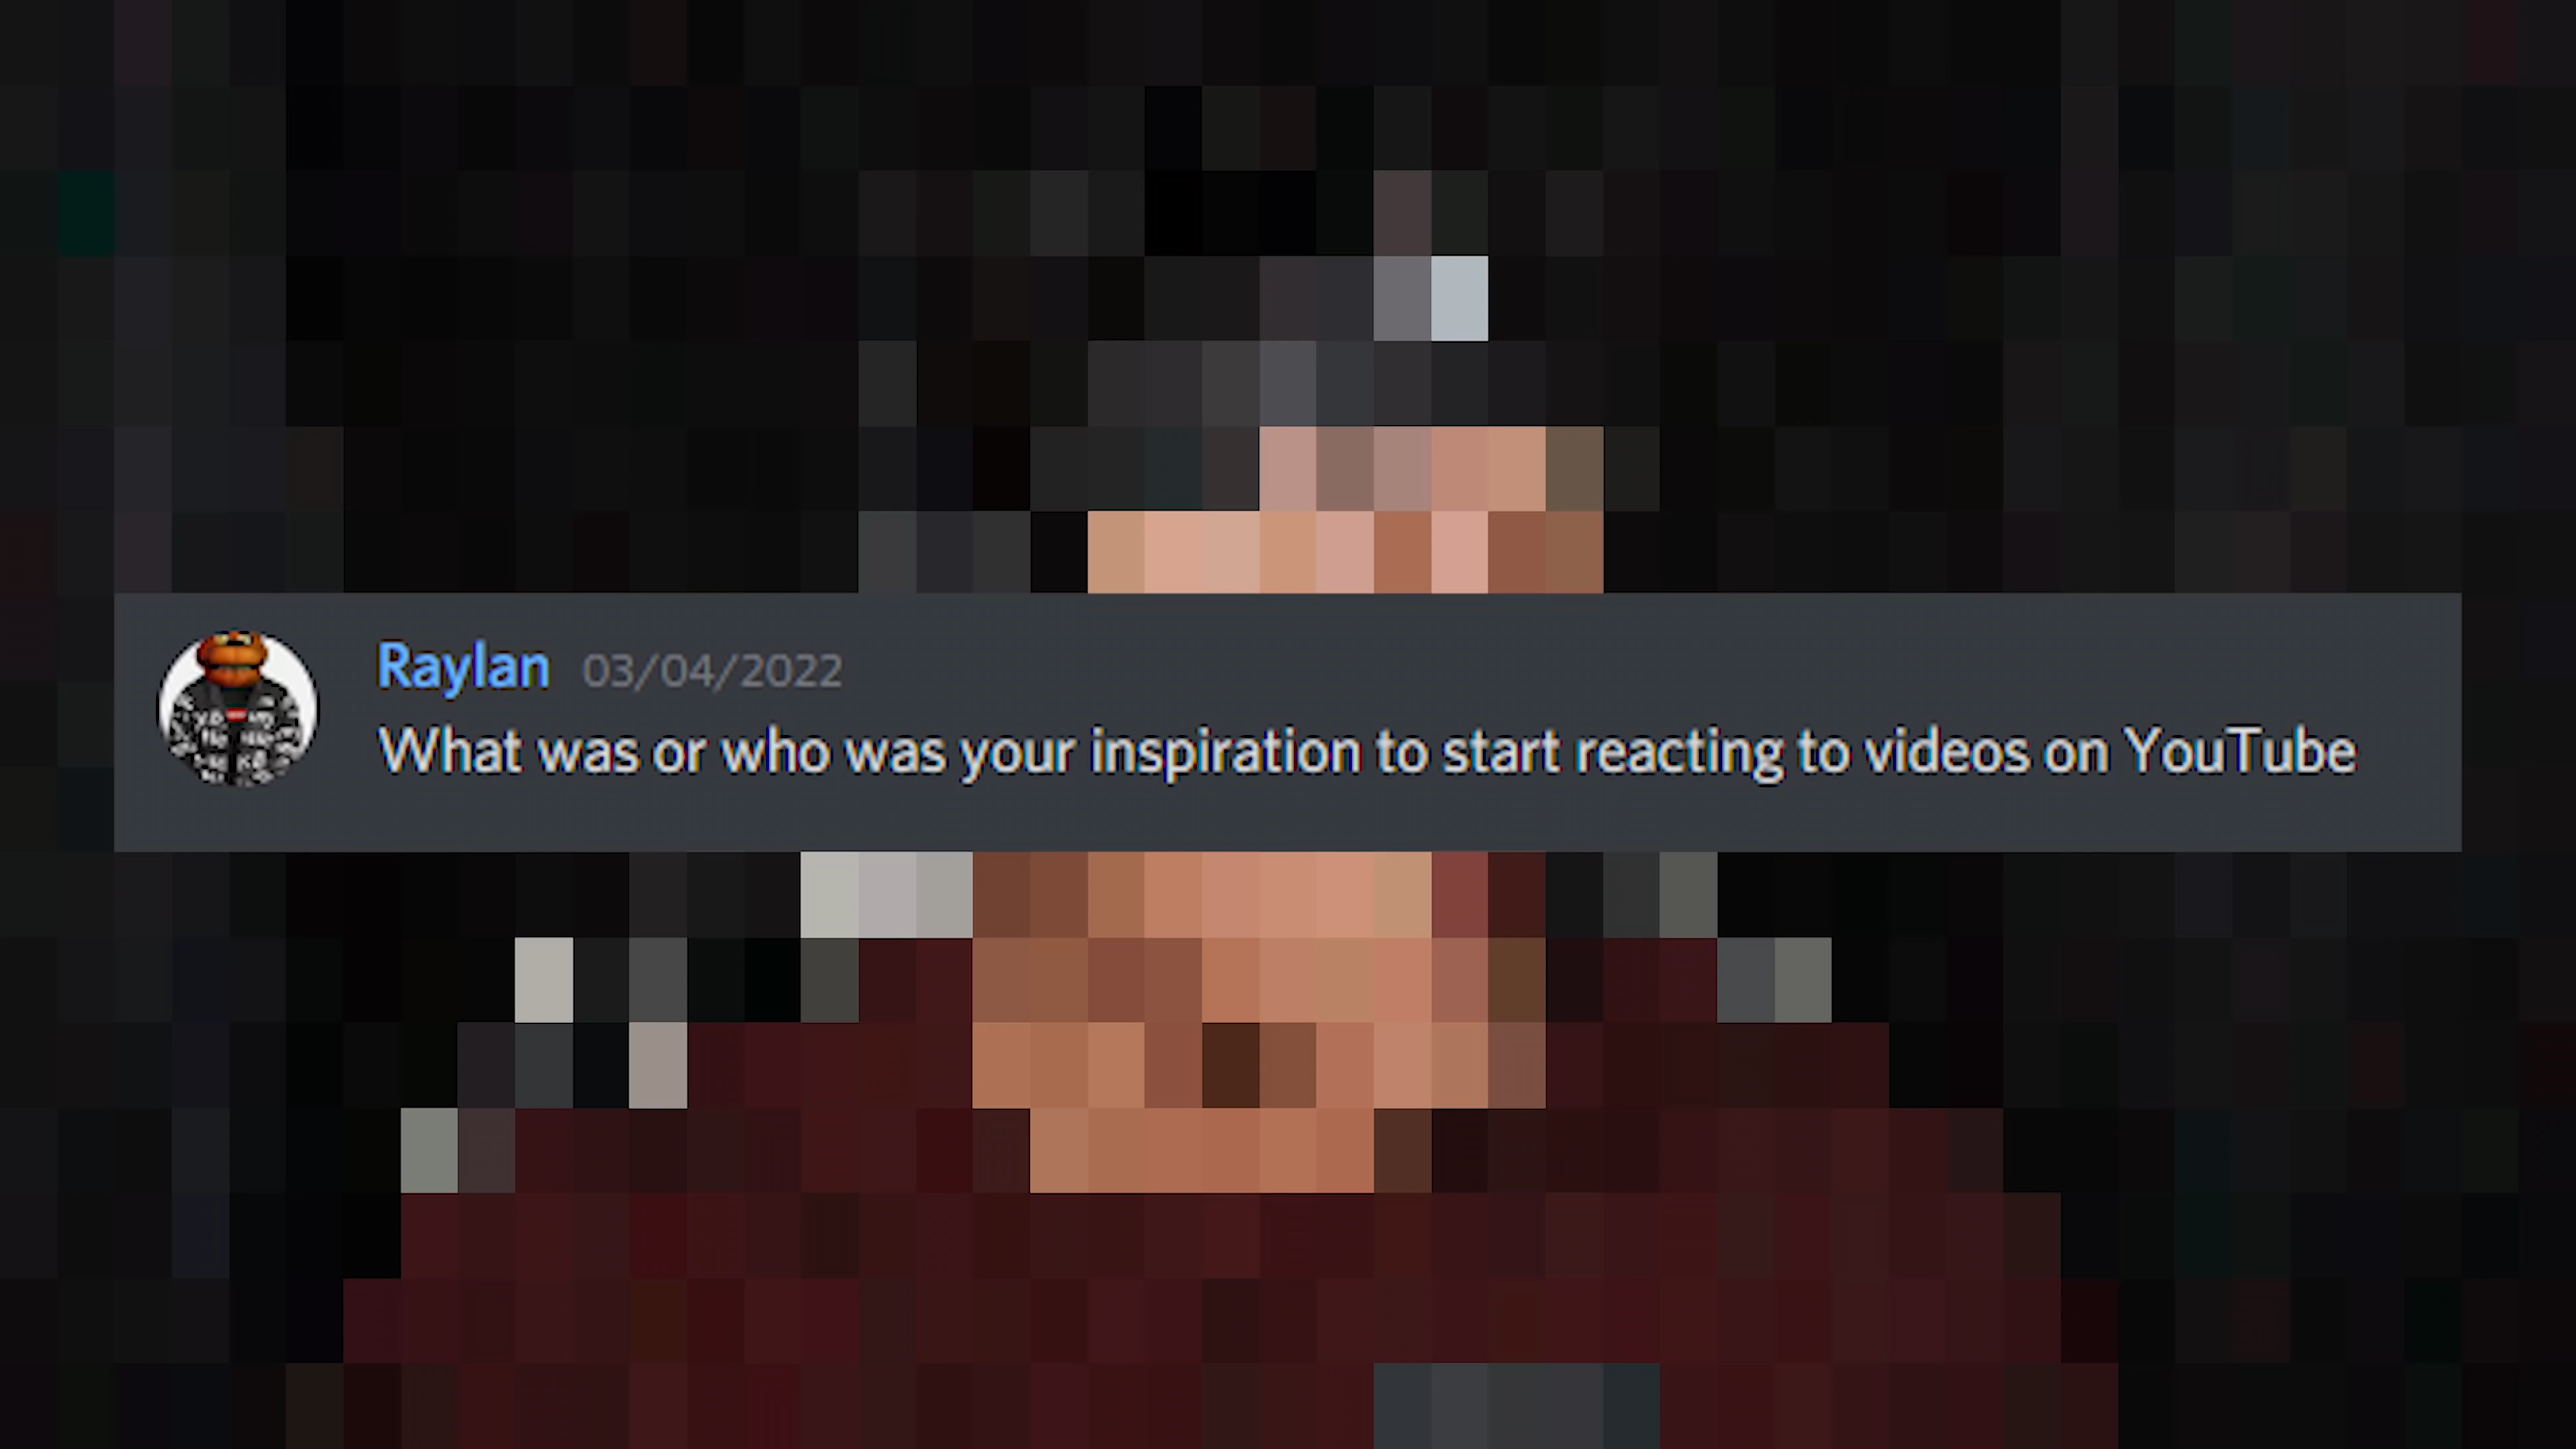 Raylan 03/04/2022
What was or who was your inspiration to start reacting to videos on YouTube